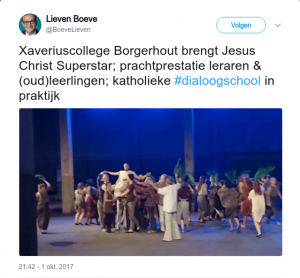 Lieven Boeve
@BoeveLieven
Volgen
Xaveriuscollege Borgerhout brengt Jesus
Christ Superstar; prachtprestatie leraren &
(oud)leerlingen; katholieke #dialoogschool in
praktijk
21:42 - 1 okt. 2017